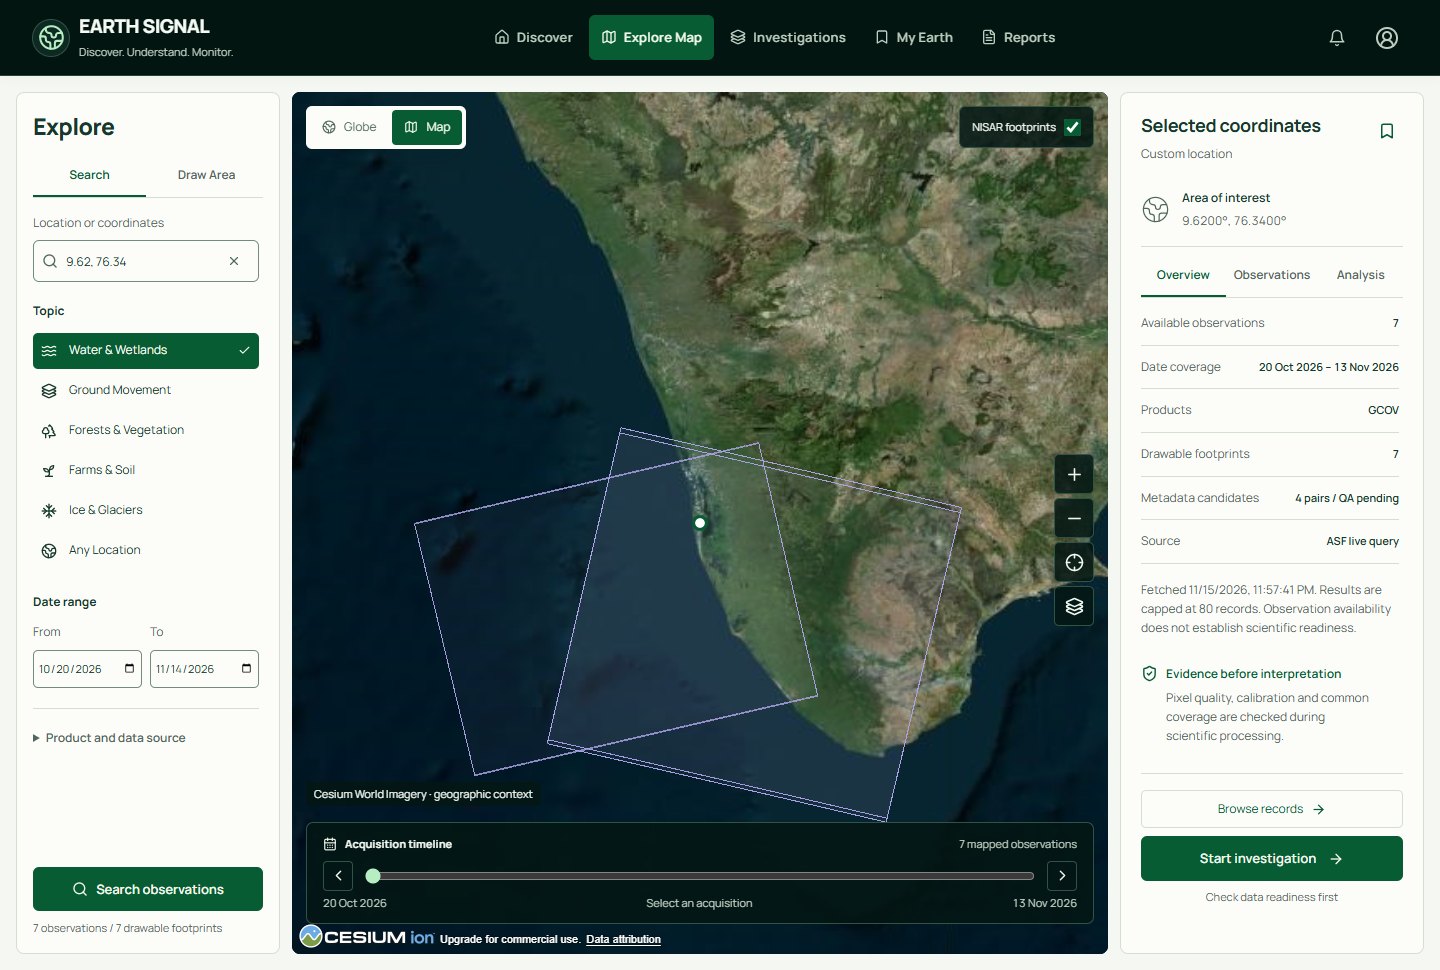 EARTH SIGNAL
Discover. Understand. Monitor.
Discover
Explore Map
Investigations
My Earth
Reports
Explore
Search
Draw Area
Location or coordinates
9.62, 76.34
Topic
Water & Wetlands
Ground Movement
Forests & Vegetation
Farms & Soil
Ice & Glaciers
Any Location
Date range
From
To
10/20/2026
11/14/2026
Product and data source
Search observations
7 observations / 7 drawable footprints
Globe
Map
NISAR footprints
Cesium World Imagery · geographic context
Acquisition timeline
7 mapped observations
20 Oct 2026
Select an acquisition
13 Nov 2026
CESIUM ion
Upgrade for commercial use. Data attribution
Selected coordinates
Custom location
Area of interest
9.6200°, 76.3400°
Overview
Observations
Analysis
Available observations 7
Date coverage 20 Oct 2026 – 13 Nov 2026
Products GCOV
Drawable footprints 7
Metadata candidates 4 pairs / QA pending
Source ASF live query
Fetched 11/15/2026, 11:57:41 PM. Results are
capped at 80 records. Observation availability
does not establish scientific readiness.
Evidence before interpretation
Pixel quality, calibration and common
coverage are checked during
scientific processing.
Browse records
Start investigation
Check data readiness first